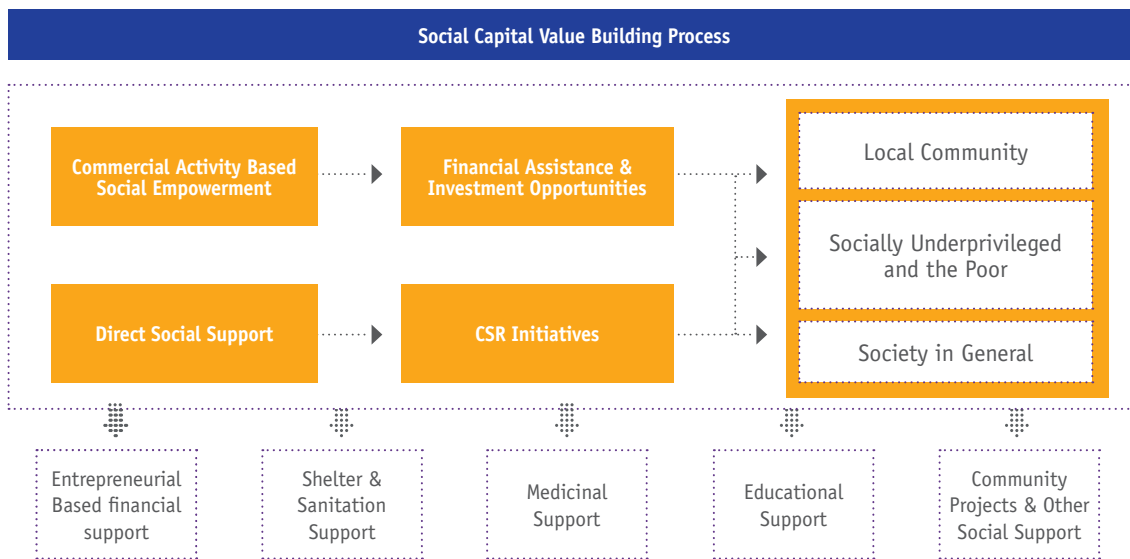 Social Capital Value Building Process
Commercial Activity Based
Social Empowerment
Financial Assistance &
Investment Opportunities
Local Community
Socially Underprivileged
and the Poor
Direct Social Support
CSR Initiatives
Society in General
Entrepreneurial
Based financial
support
Shelter &
Sanitation
Support
Medicinal
Support
Educational
Support
Community
Projects & Other
Social Support